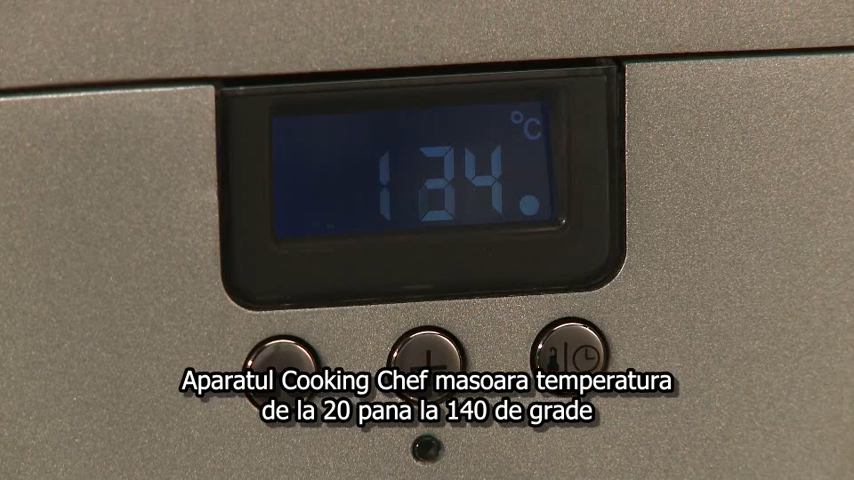 °C
134
Aparatul Cooking Chef masoara temperatura
de la 20 pana la 140 de grade